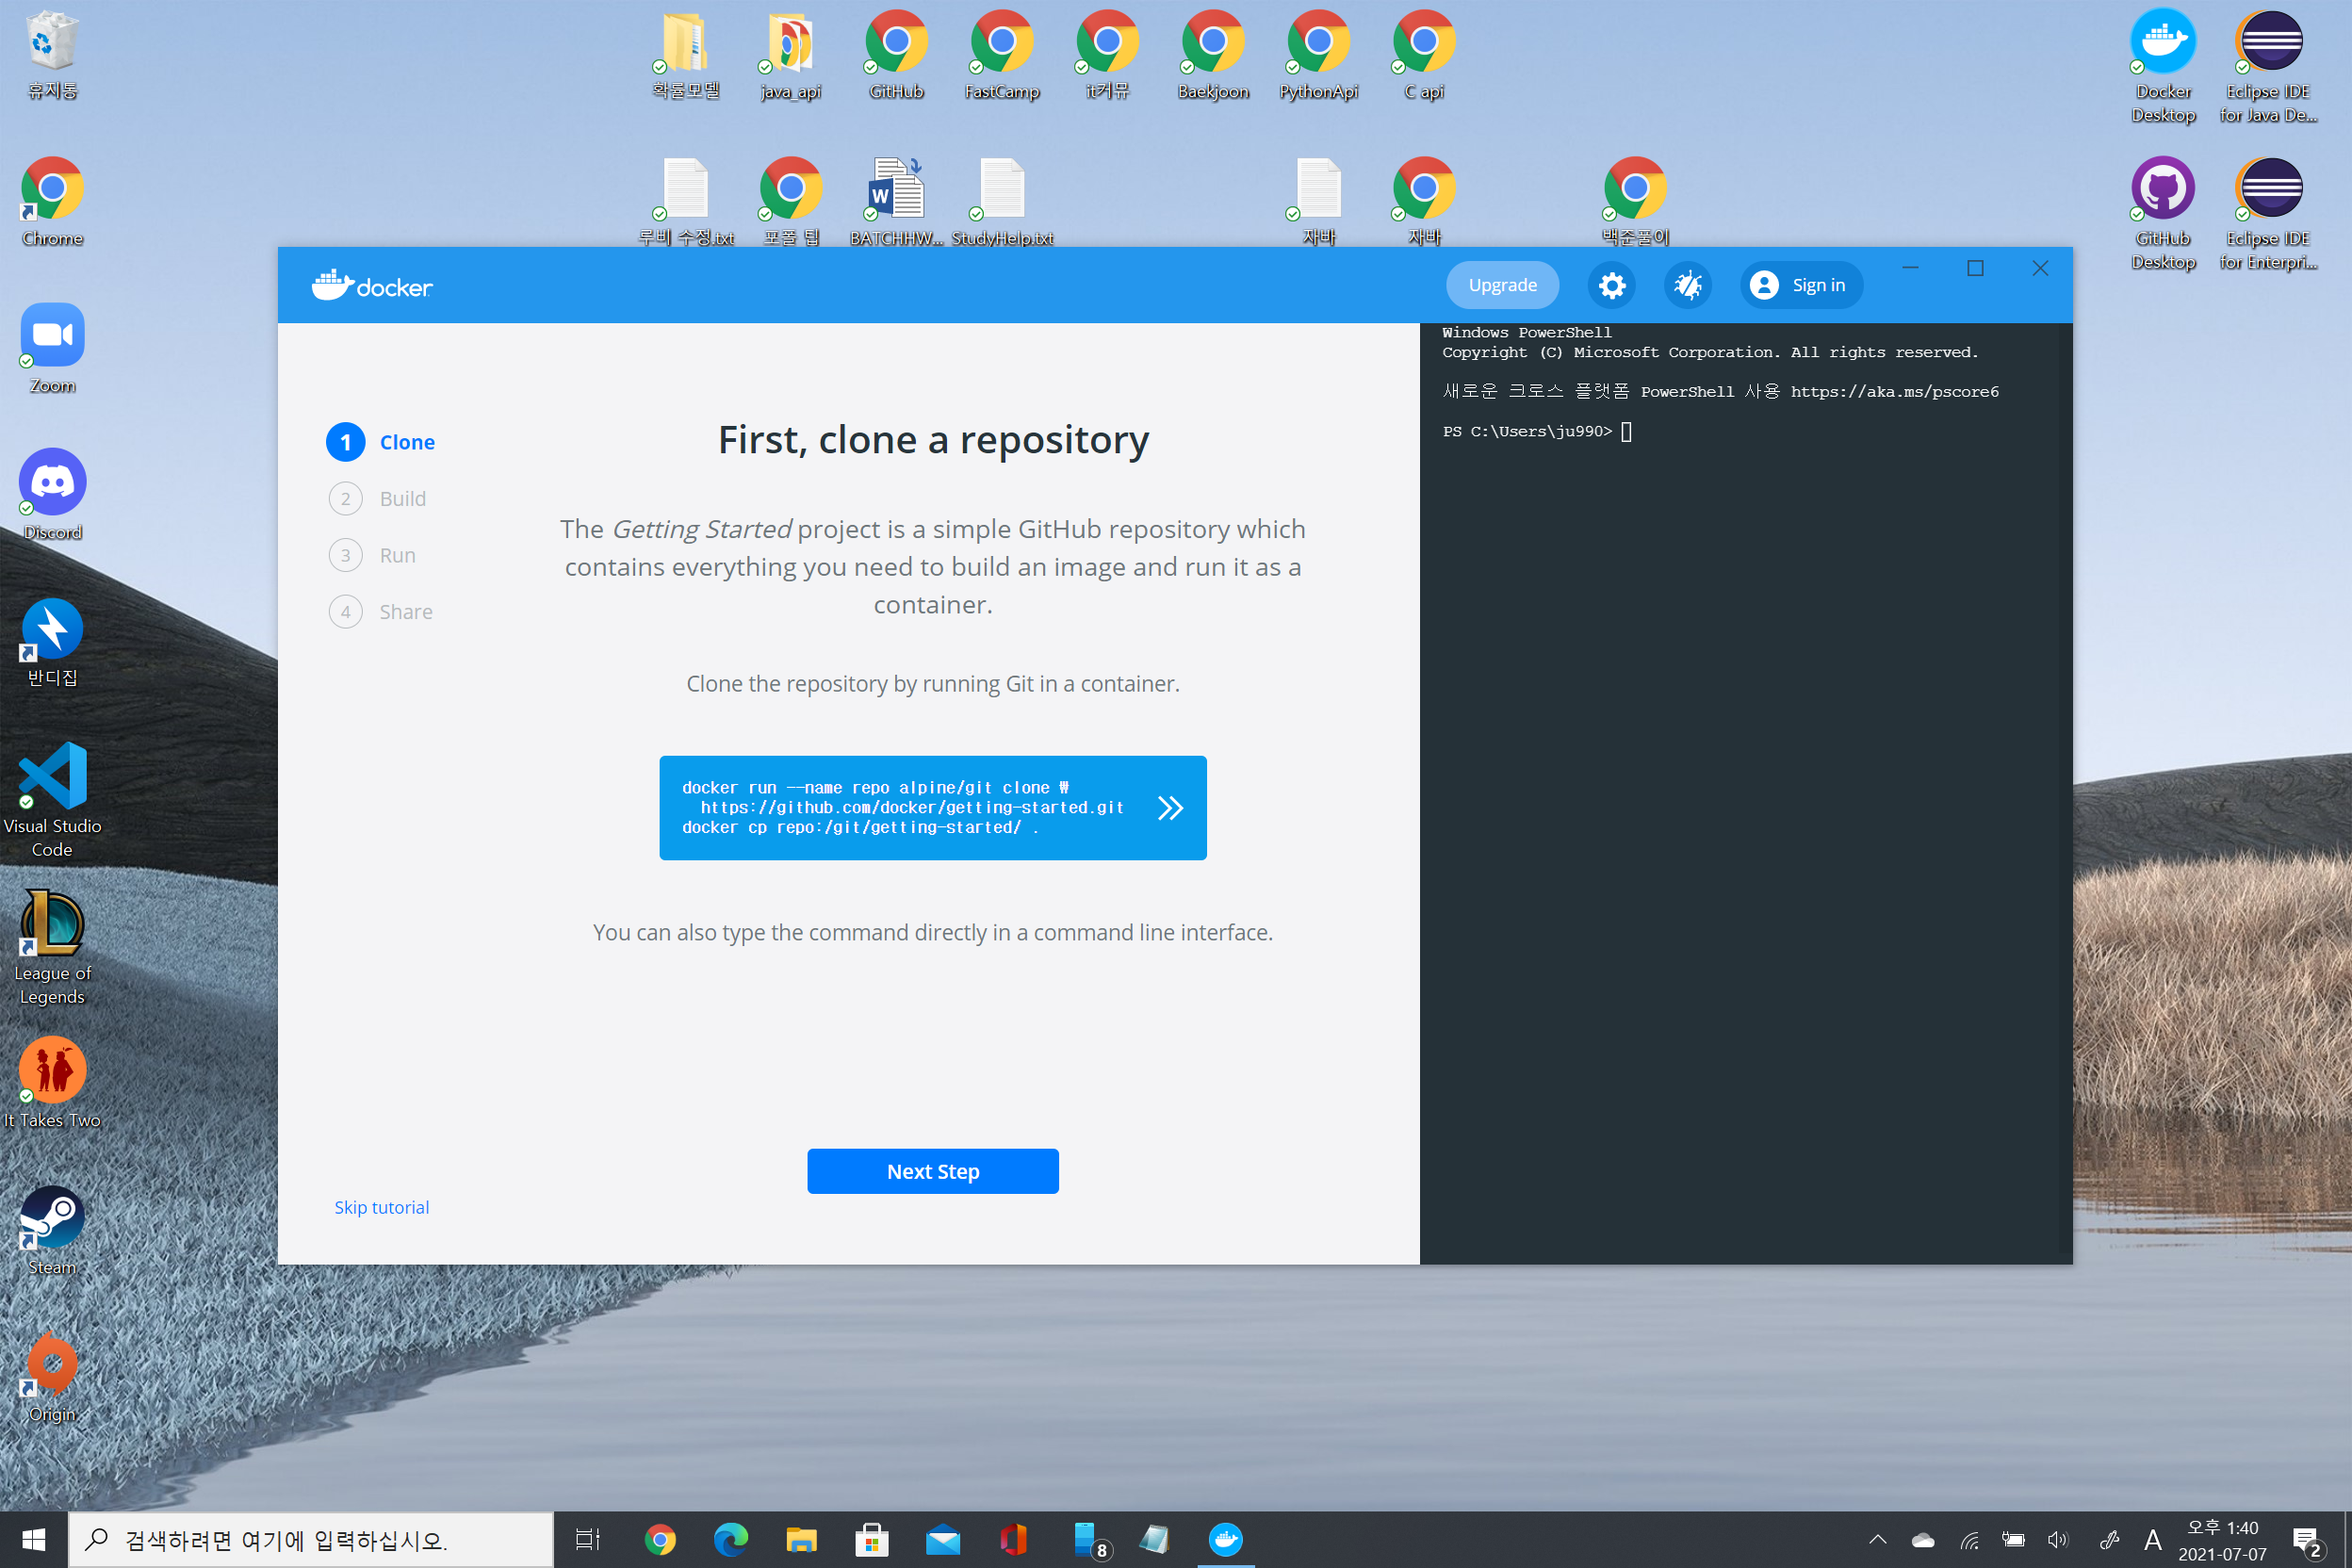 휴지통
확률모델
java_api
GitHub
FastCamp
it커뮤
Baekjoon
PythonApi
C api
Docker
Desktop
Eclipse IDE
for Java De...
Chrome
루비 수정.txt
포폴 팁
BATCHHW...
StudyHelp.txt
자바
자바
백준풀이
GitHub
Desktop
Eclipse IDE
for Enterpri...
Zoom
Discord
반디집
Visual Studio
Code
League of
Legends
It Takes Two
Steam
Origin
docker
Upgrade
Sign in
1 Clone
2 Build
3 Run
4 Share
First, clone a repository
The Getting Started project is a simple GitHub repository which
contains everything you need to build an image and run it as a
container.
Clone the repository by running Git in a container.
docker run --name repo alpine/git clone ₩
https://github.com/docker/getting-started.git
docker cp repo:/git/getting-started/ .
You can also type the command directly in a command line interface.
Next Step
Skip tutorial
Windows PowerShell
Copyright (C) Microsoft Corporation. All rights reserved.
새로운 크로스 플랫폼 PowerShell 사용 https://aka.ms/pscore6
PS C:\Users\ju990>
검색하려면 여기에 입력하십시오.
8
A
오후 1:40
2021-07-07
2